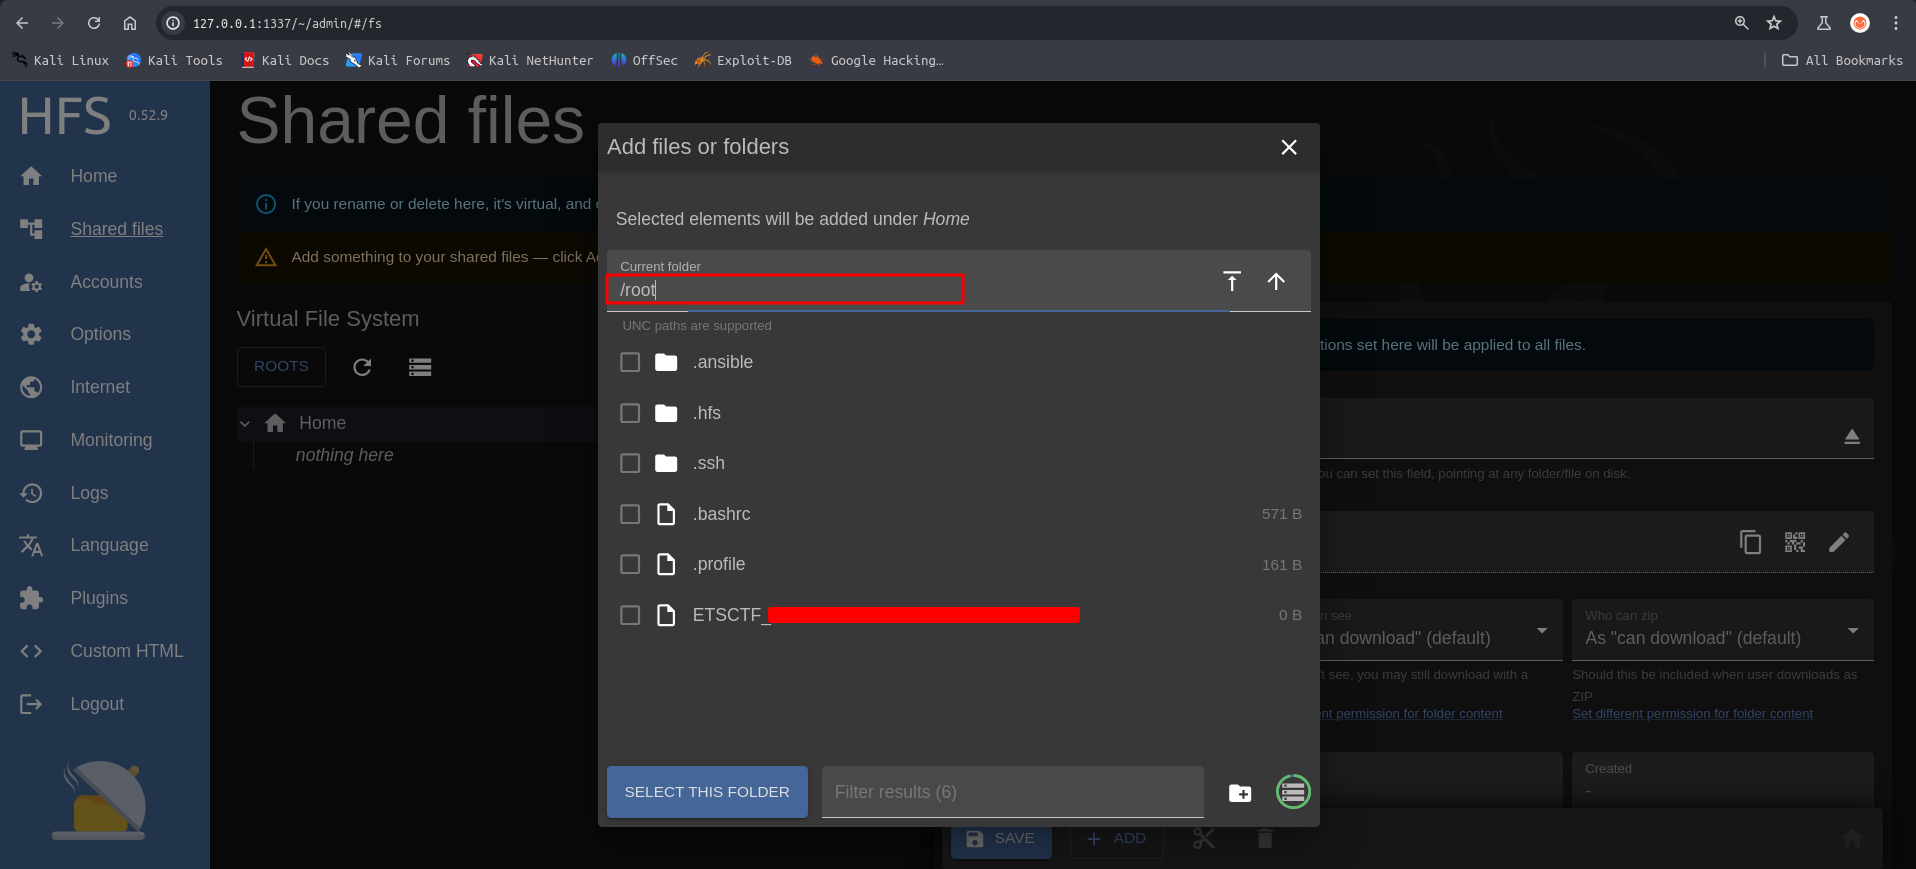 127.0.0.1:1337/~/admin/#/fs
Kali Linux Kali Tools Kali Docs Kali Forums Kali NetHunter OffSec Exploit-DB Google Hacking… All Bookmarks
HFS 0.52.9
Home
Shared files
Accounts
Options
Internet
Monitoring
Logs
Language
Plugins
Custom HTML
Logout
Shared files
If you rename or delete here, it's virtual, and
Add something to your shared files — click
Virtual File System
ROOTS
Home
nothing here
Add files or folders
Selected elements will be added under Home
Current folder
/root
UNC paths are supported
.ansible
.hfs
.ssh
.bashrc 571 B
.profile 161 B
ETSCTF_ 0 B
SELECT THIS FOLDER
Filter results (6)
tions set here will be applied to all files.
ou can set this field, pointing at any folder/file on disk.
n see
an download" (default)
't see, you may still download with a
ent permission for folder content
Who can zip
As "can download" (default)
Should this be included when user downloads as
ZIP
Set different permission for folder content
Created
-
SAVE
ADD